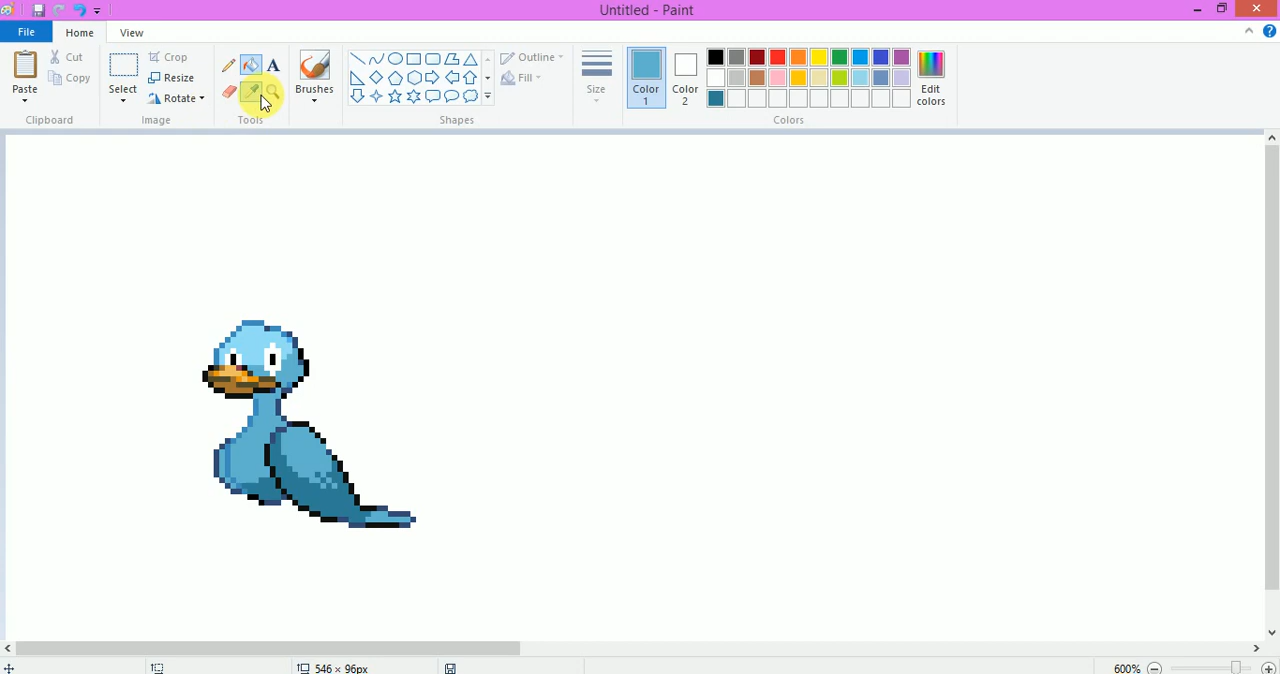 Untitled - Paint
File Home View
Paste
Cut
Copy
Clipboard
Select
Crop
Resize
Rotate
Image
A
Tools
Brushes
Outline
Fill
Shapes
Size
Color 1
Color 2
Edit colors
Colors
546 × 96px
600%